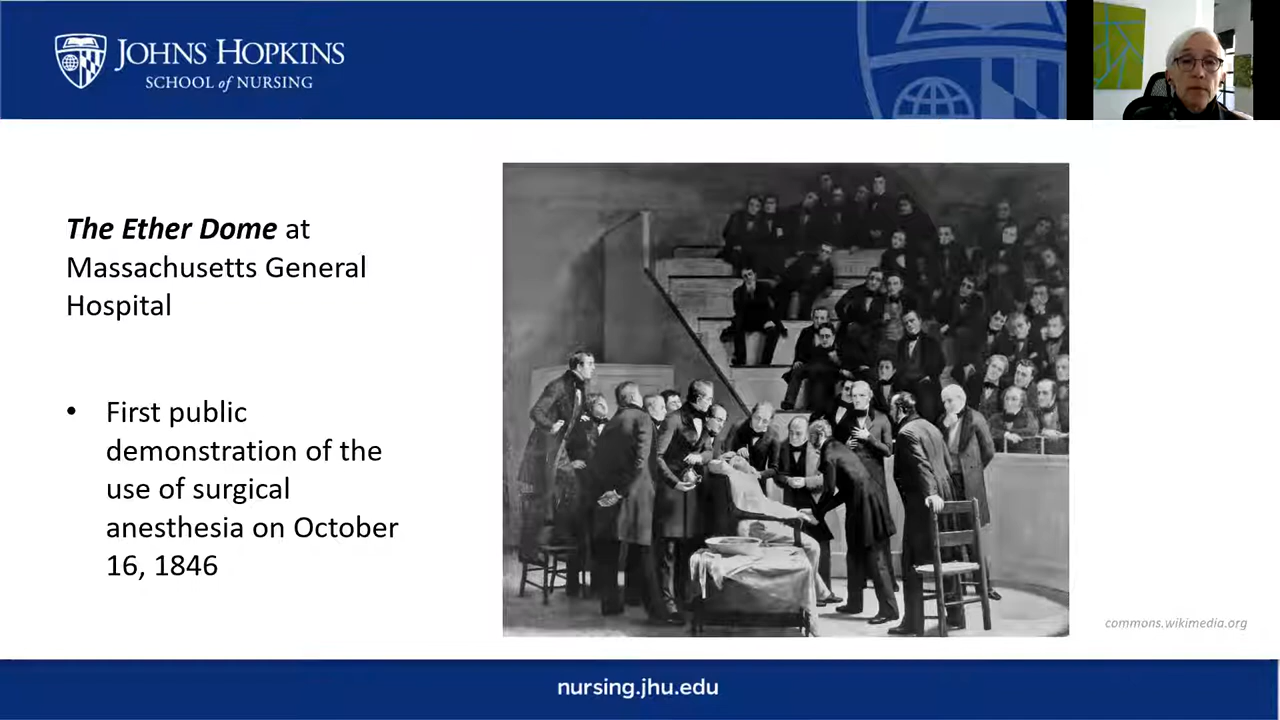 JOHNS HOPKINS
SCHOOL of NURSING
The Ether Dome at
Massachusetts General
Hospital
• First public
demonstration of the
use of surgical
anesthesia on October
16, 1846
commons.wikimedia.org
nursing.jhu.edu